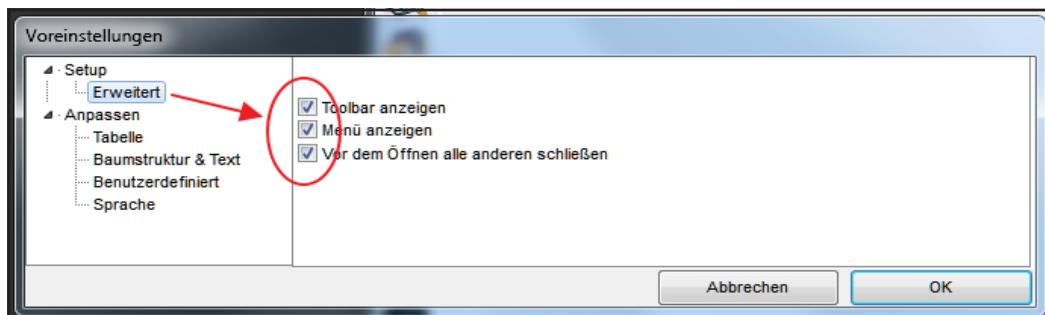 Voreinstellungen
Setup
Erweitert
Anpassen
Tabelle
Baumstruktur & Text
Benutzerdefiniert
Sprache
Toolbar anzeigen
Menü anzeigen
Vor dem Öffnen alle anderen schließen
Abbrechen
OK